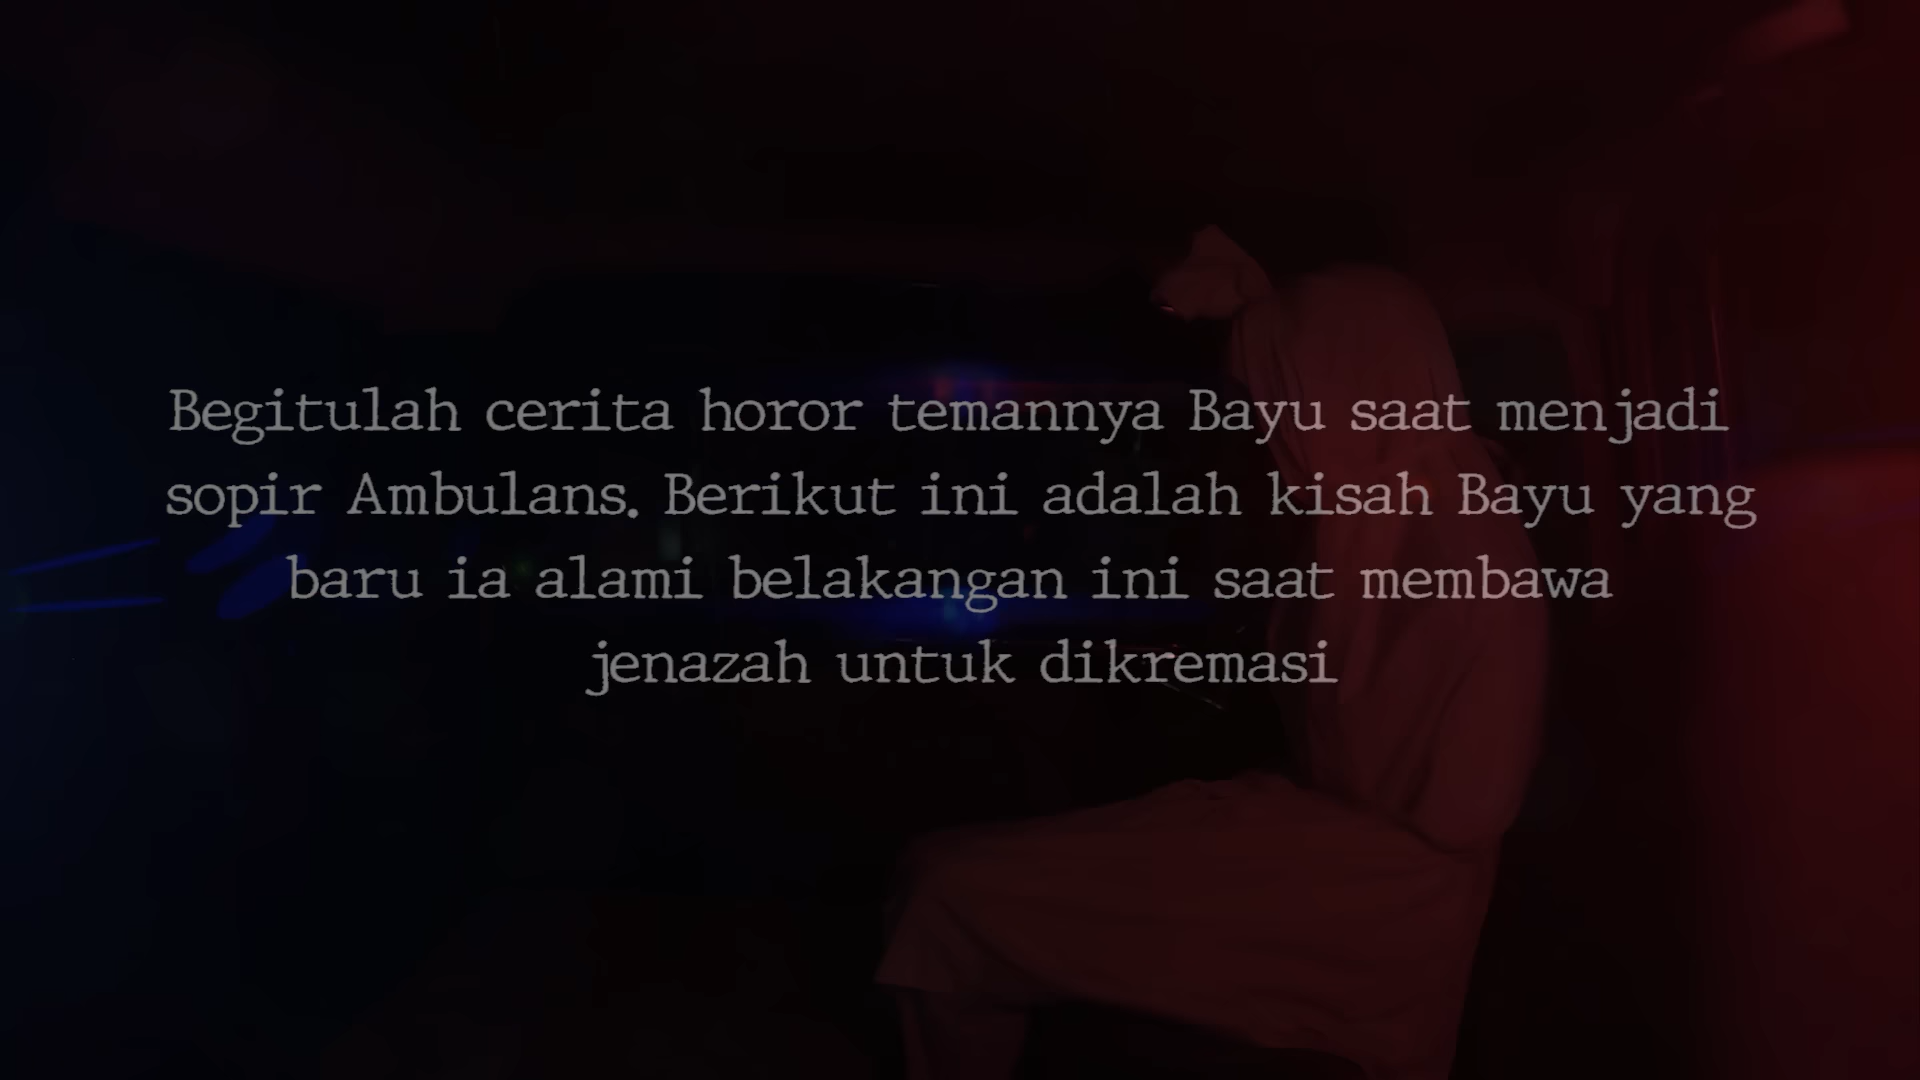 Begitulah cerita horor temannya Bayu saat menjadi
sopir Ambulans. Berikut ini adalah kisah Bayu yang
baru ia alami belakangan ini saat membawa
jenazah untuk dikremasi